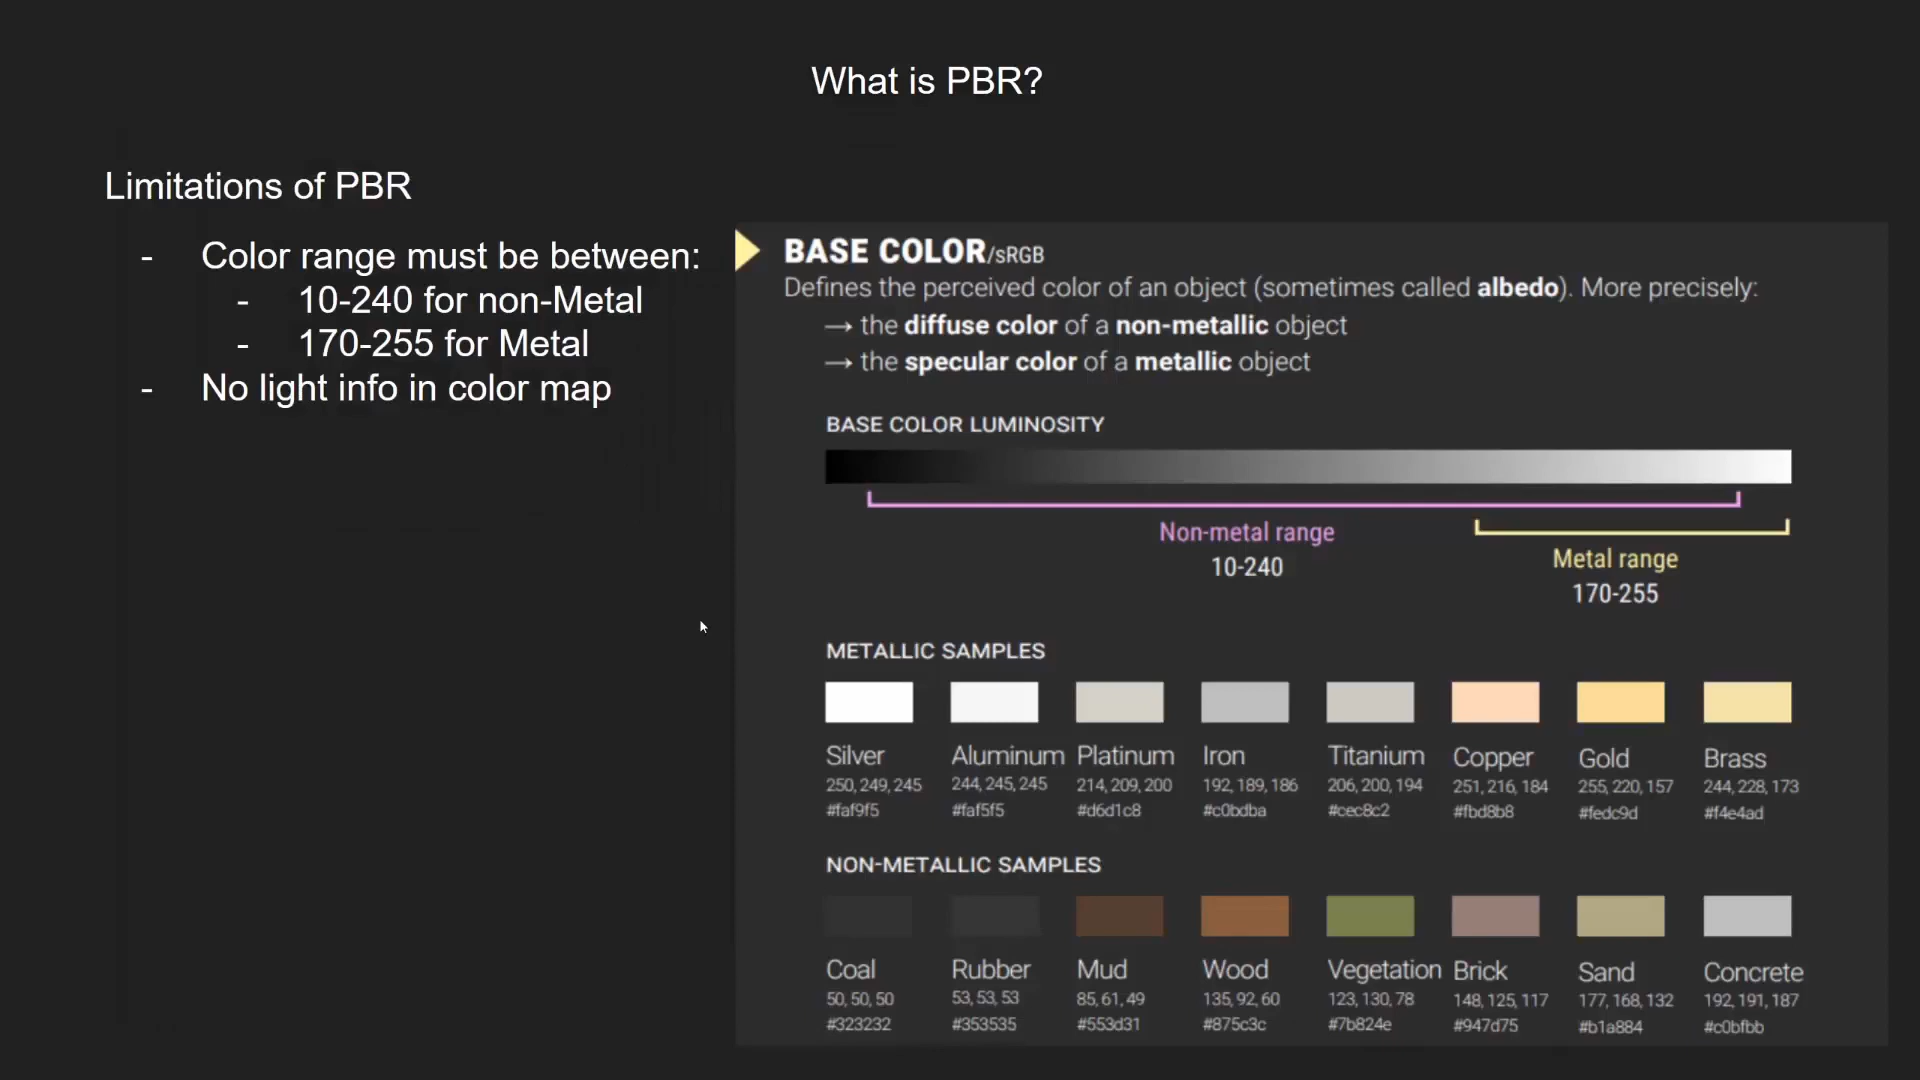 What is PBR?
Limitations of PBR
- Color range must be between:
- 10-240 for non-Metal
- 170-255 for Metal
- No light info in color map
BASE COLOR/sRGB
Defines the perceived color of an object (sometimes called albedo). More precisely:
→ the diffuse color of a non-metallic object
→ the specular color of a metallic object
BASE COLOR LUMINOSITY
Non-metal range
10-240
Metal range
170-255
METALLIC SAMPLES
Silver Aluminum Platinum Iron Titanium Copper Gold Brass
250, 249, 245 244, 245, 245 214, 209, 200 192, 189, 186 206, 200, 194 251, 216, 184 255, 220, 157 244, 228, 173
#faf9f5 #faf5f5 #d6d1c8 #c0bdba #cec8c2 #fbd8b8 #fedc9d #f4e4ad
NON-METALLIC SAMPLES
Coal Rubber Mud Wood Vegetation Brick Sand Concrete
50, 50, 50 53, 53, 53 85, 61, 49 135, 92, 60 123, 130, 78 148, 125, 117 177, 168, 132 192, 191, 187
#323232 #353535 #553d31 #875c3c #7b824e #947d75 #b1a884 #c0bfbb